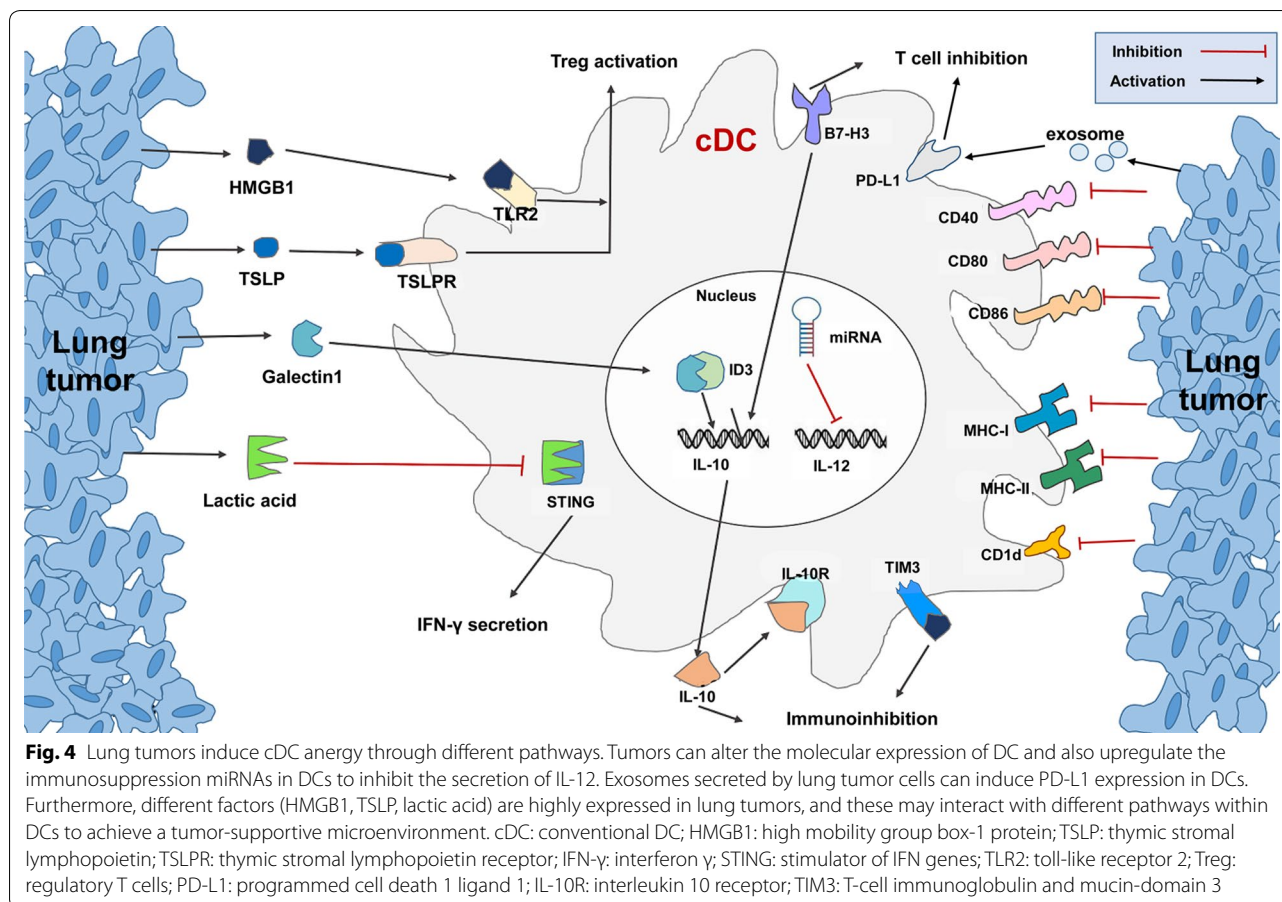 Treg activation
T cell inhibition
Inhibition
Activation
HMGB1
TLR2
cDC
B7-H3
exosome
PD-L1
CD40
TSLP
TSLPR
CD80
CD86
Lung
tumor
Galectin1
Nucleus
miRNA
ID3
IL-10
IL-12
Lung
tumor
MHC-I
MHC-II
Lactic acid
STING
CD1d
IFN-γ secretion
IL-10R
TIM3
IL-10
Immunoinhibition
Fig. 4 Lung tumors induce cDC anergy through different pathways. Tumors can alter the molecular expression of DC and also upregulate the
immunosuppression miRNAs in DCs to inhibit the secretion of IL-12. Exosomes secreted by lung tumor cells can induce PD-L1 expression in DCs.
Furthermore, different factors (HMGB1, TSLP, lactic acid) are highly expressed in lung tumors, and these may interact with different pathways within
DCs to achieve a tumor-supportive microenvironment. cDC: conventional DC; HMGB1: high mobility group box-1 protein; TSLP: thymic stromal
lymphopoietin; TSLPR: thymic stromal lymphopoietin receptor; IFN-γ: interferon γ; STING: stimulator of IFN genes; TLR2: toll-like receptor 2; Treg:
regulatory T cells; PD-L1: programmed cell death 1 ligand 1; IL-10R: interleukin 10 receptor; TIM3: T-cell immunoglobulin and mucin-domain 3